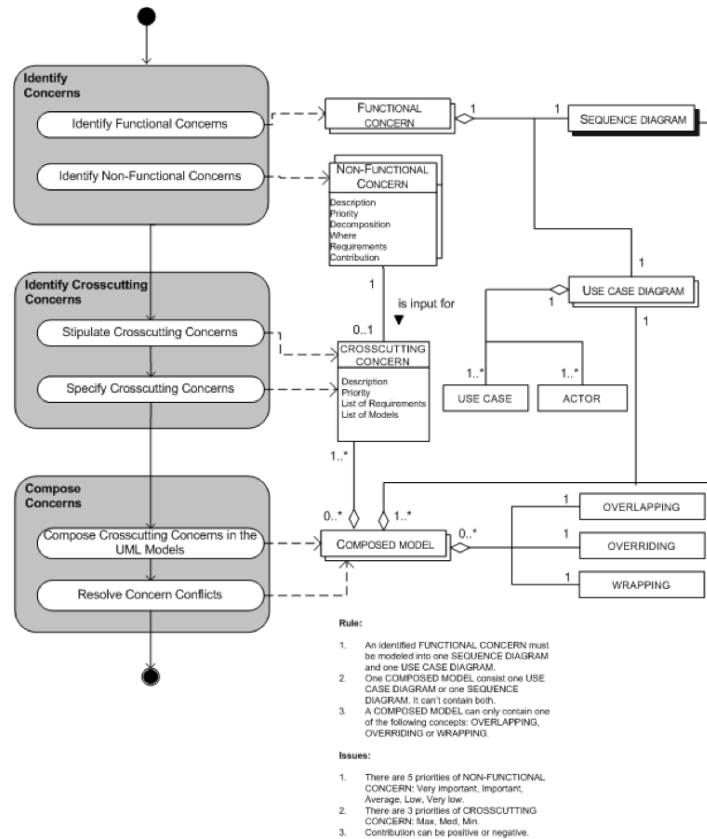 Identify
Concerns
Identify Functional Concerns
Identify Non-Functional Concerns
Identify Crosscutting
Concerns
Stipulate Crosscutting Concerns
Specify Crosscutting Concerns
Compose
Concerns
Compose Crosscutting Concerns in the
UML Models
Resolve Concern Conflicts
FUNCTIONAL
CONCERN
1
1
SEQUENCE DIAGRAM
NON-FUNCTIONAL
CONCERN
Description
Priority
Decomposition
Where
Requirements
Contribution
1
is input for
0..1
1
USE CASE DIAGRAM
1
1
1..*
1..*
USE CASE
ACTOR
CROSSCUTTING
CONCERN
Description
Priority
List of Requirements
List of Models
1..*
0..*
1..*
COMPOSED MODEL
0..*
1
OVERLAPPING
1
OVERRIDING
1
WRAPPING
Rule:
1. An identified FUNCTIONAL CONCERN must
be modeled into one SEQUENCE DIAGRAM
and one USE CASE DIAGRAM.
2. One COMPOSED MODEL consist one USE
CASE DIAGRAM or one SEQUENCE
DIAGRAM. It can't contain both.
3. A COMPOSED MODEL can only contain one
of the following concepts: OVERLAPPING,
OVERRIDING or WRAPPING.
Issues:
1. There are 5 priorities of NON-FUNCTIONAL
CONCERN: Very important, Important,
Average, Low, Very low.
2. There are 3 priorities of CROSSCUTTING
CONCERN: Max, Med, Min.
3. Contribution can be positive or negative.